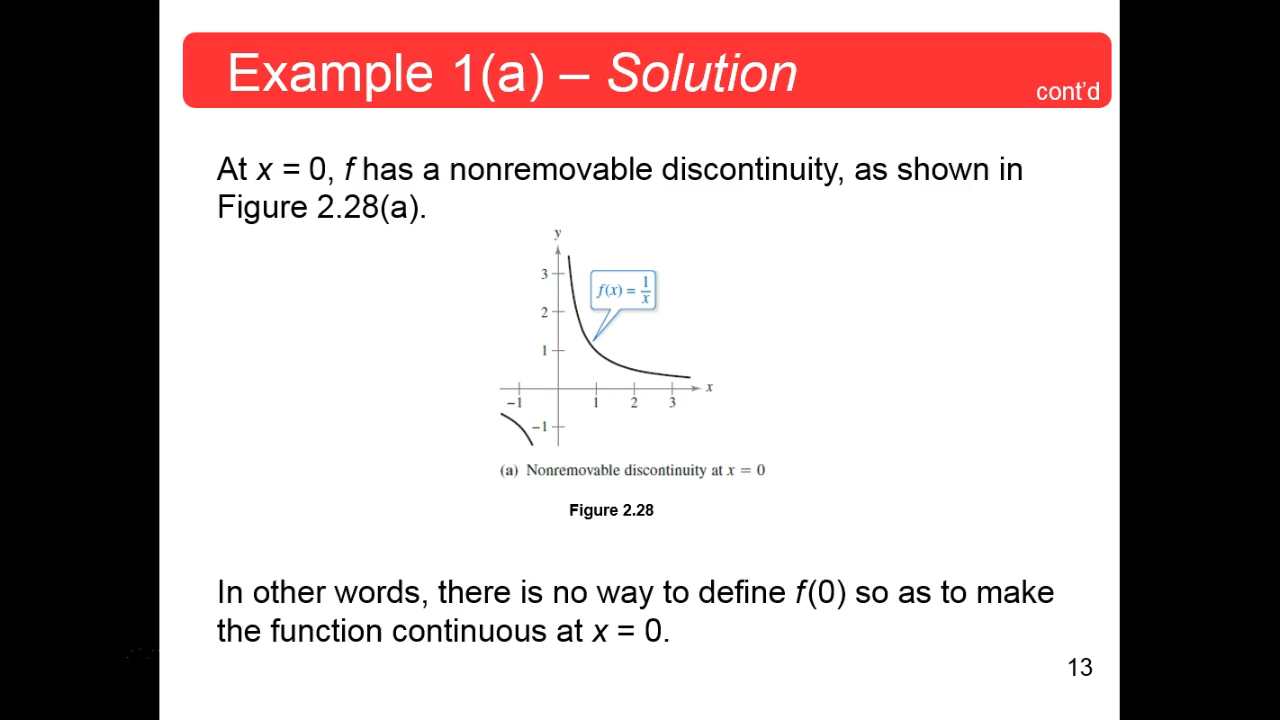 Example 1(a) – Solution
cont’d
At x = 0, f has a nonremovable discontinuity, as shown in
Figure 2.28(a).
y
3
f(x) = 1/x
2
1
x
−1 1 2 3
−1
(a) Nonremovable discontinuity at x = 0
Figure 2.28
In other words, there is no way to define f (0) so as to make
the function continuous at x = 0.
13